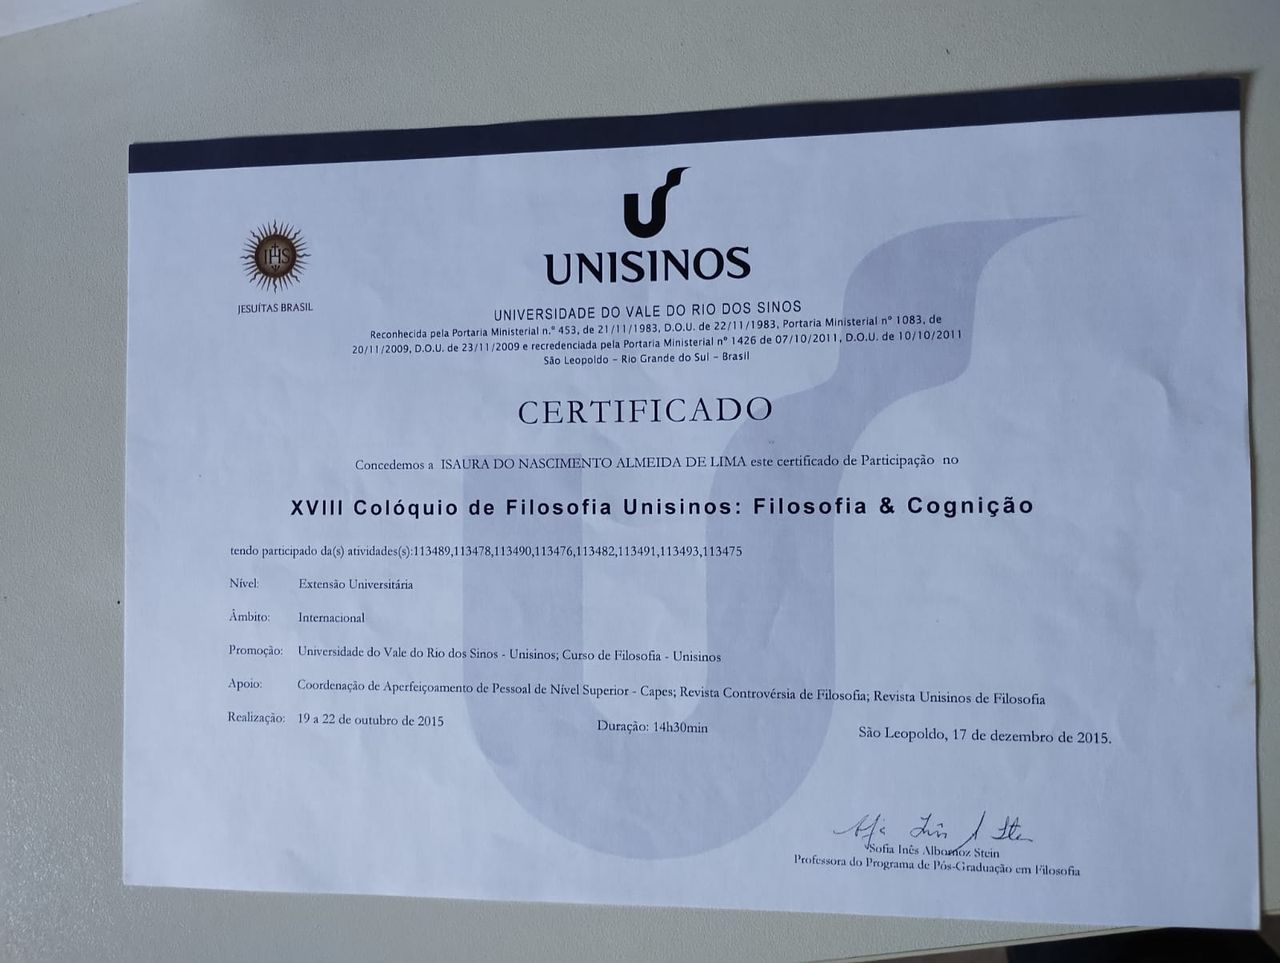 IHS
JESUÍTAS BRASIL
UNISINOS
UNIVERSIDADE DO VALE DO RIO DOS SINOS
Reconhecida pela Portaria Ministerial n.º 453, de 21/11/1983, D.O.U. de 22/11/1983, Portaria Ministerial nº 1083, de
20/11/2009, D.O.U. de 23/11/2009 e recredenciada pela Portaria Ministerial nº 1426 de 07/10/2011, D.O.U. de 10/10/2011
São Leopoldo – Rio Grande do Sul – Brasil
CERTIFICADO
Concedemos a ISAURA DO NASCIMENTO ALMEIDA DE LIMA este certificado de Participação no
XVIII Colóquio de Filosofia Unisinos: Filosofia & Cognição
tendo participado da(s) atividades(s):113489,113478,113490,113476,113482,113491,113493,113475
Nível: Extensão Universitária
Âmbito: Internacional
Promoção: Universidade do Vale do Rio dos Sinos - Unisinos; Curso de Filosofia - Unisinos
Apoio: Coordenação de Aperfeiçoamento de Pessoal de Nível Superior - Capes; Revista Controvérsia de Filosofia; Revista Unisinos de Filosofia
Realização: 19 a 22 de outubro de 2015 Duração: 14h30min São Leopoldo, 17 de dezembro de 2015.
Sofia Inês Albornoz Stein
Professora do Programa de Pós-Graduação em Filosofia